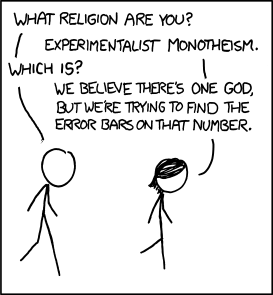 WHAT RELIGION ARE YOU?
EXPERIMENTALIST MONOTHEISM.
WHICH IS?
WE BELIEVE THERE'S ONE GOD,
BUT WE'RE TRYING TO FIND THE
ERROR BARS ON THAT NUMBER.